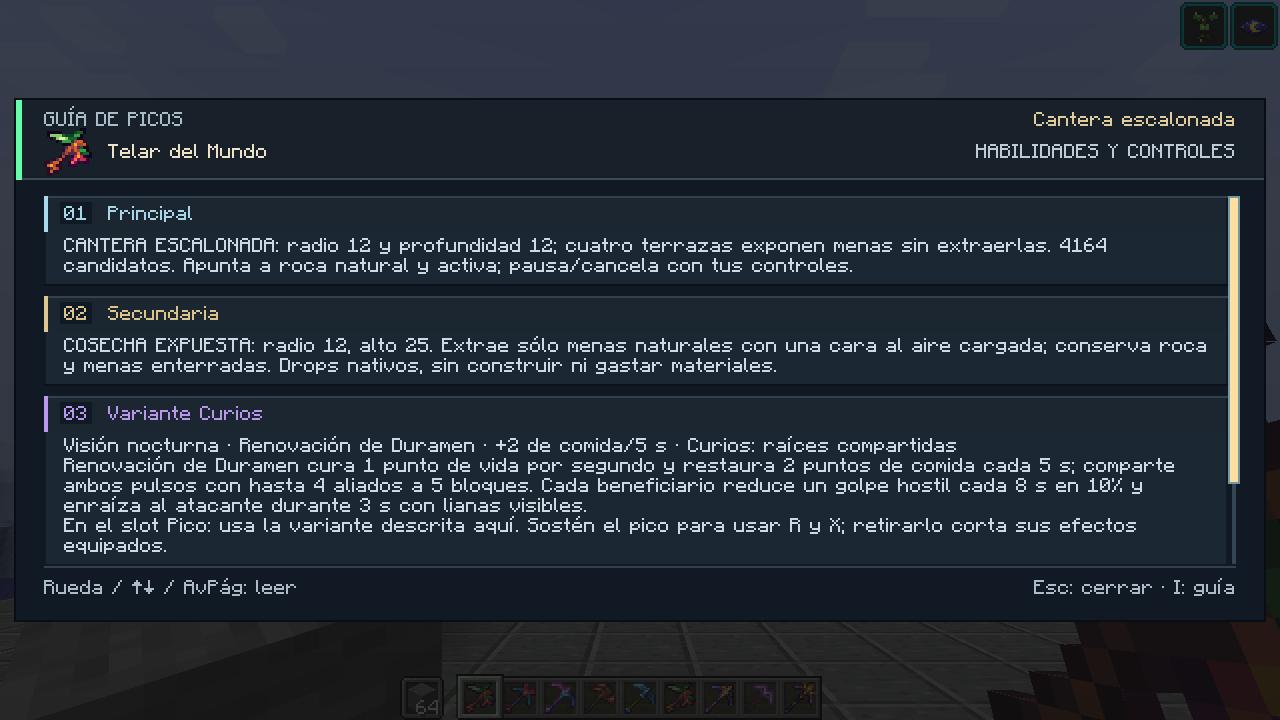 GUÍA DE PICOS
Cantera escalonada
Telar del Mundo
HABILIDADES Y CONTROLES
01 Principal
CANTERA ESCALONADA: radio 12 y profundidad 12; cuatro terrazas exponen menas sin extraerlas. 4164
candidatos. Apunta a roca natural y activa; pausa/cancela con tus controles.
02 Secundaria
COSECHA EXPUESTA: radio 12, alto 25. Extrae sólo menas naturales con una cara al aire cargada; conserva roca
y menas enterradas. Drops nativos, sin construir ni gastar materiales.
03 Variante Curios
Visión nocturna · Renovación de Duramen · +2 de comida/5 s · Curios: raíces compartidas
Renovación de Duramen cura 1 punto de vida por segundo y restaura 2 puntos de comida cada 5 s; comparte
ambos pulsos con hasta 4 aliados a 5 bloques. Cada beneficiario reduce un golpe hostil cada 8 s en 10% y
enraíza al atacante durante 3 s con lianas visibles.
En el slot Pico: usa la variante descrita aquí. Sostén el pico para usar R y X; retirarlo corta sus efectos
equipados.
Rueda / ↑↓ / AvPág: leer
Esc: cerrar · I: guía
64